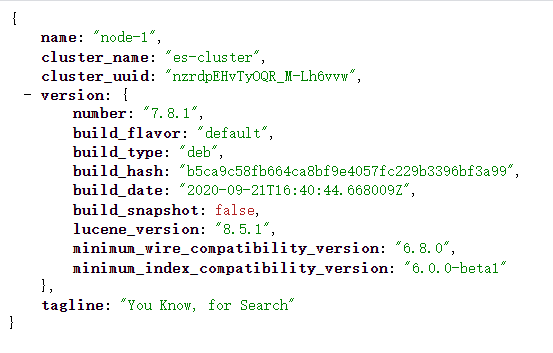 {
name: "node-1",
cluster_name: "es-cluster",
cluster_uuid: "nzrdpEHvTyOQR_M-Lh6vvw",
- version: {
number: "7.8.1",
build_flavor: "default",
build_type: "deb",
build_hash: "b5ca9c58fb664ca8bf9e4057fc229b3396bf3a99",
build_date: "2020-09-21T16:40:44.668009Z",
build_snapshot: false,
lucene_version: "8.5.1",
minimum_wire_compatibility_version: "6.8.0",
minimum_index_compatibility_version: "6.0.0-beta1"
},
tagline: "You Know, for Search"
}